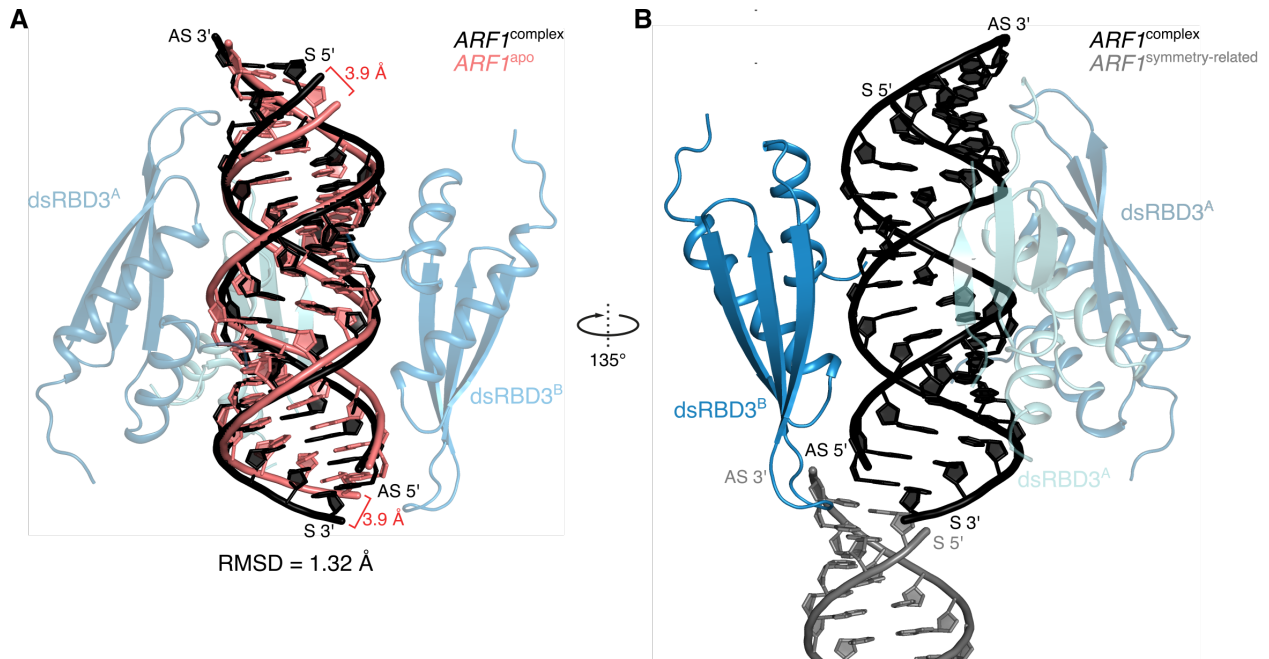 A
AS 3'
S 5'
ARF1complex
ARF1apo
3.9 Å
dsRBD3A
dsRBD3B
AS 5'
S 3'
3.9 Å
RMSD = 1.32 Å
135°
B
AS 3'
ARF1complex
ARF1symmetry-related
S 5'
dsRBD3A
dsRBD3B
AS 5'
AS 3'
dsRBD3A
S 3'
S 5'